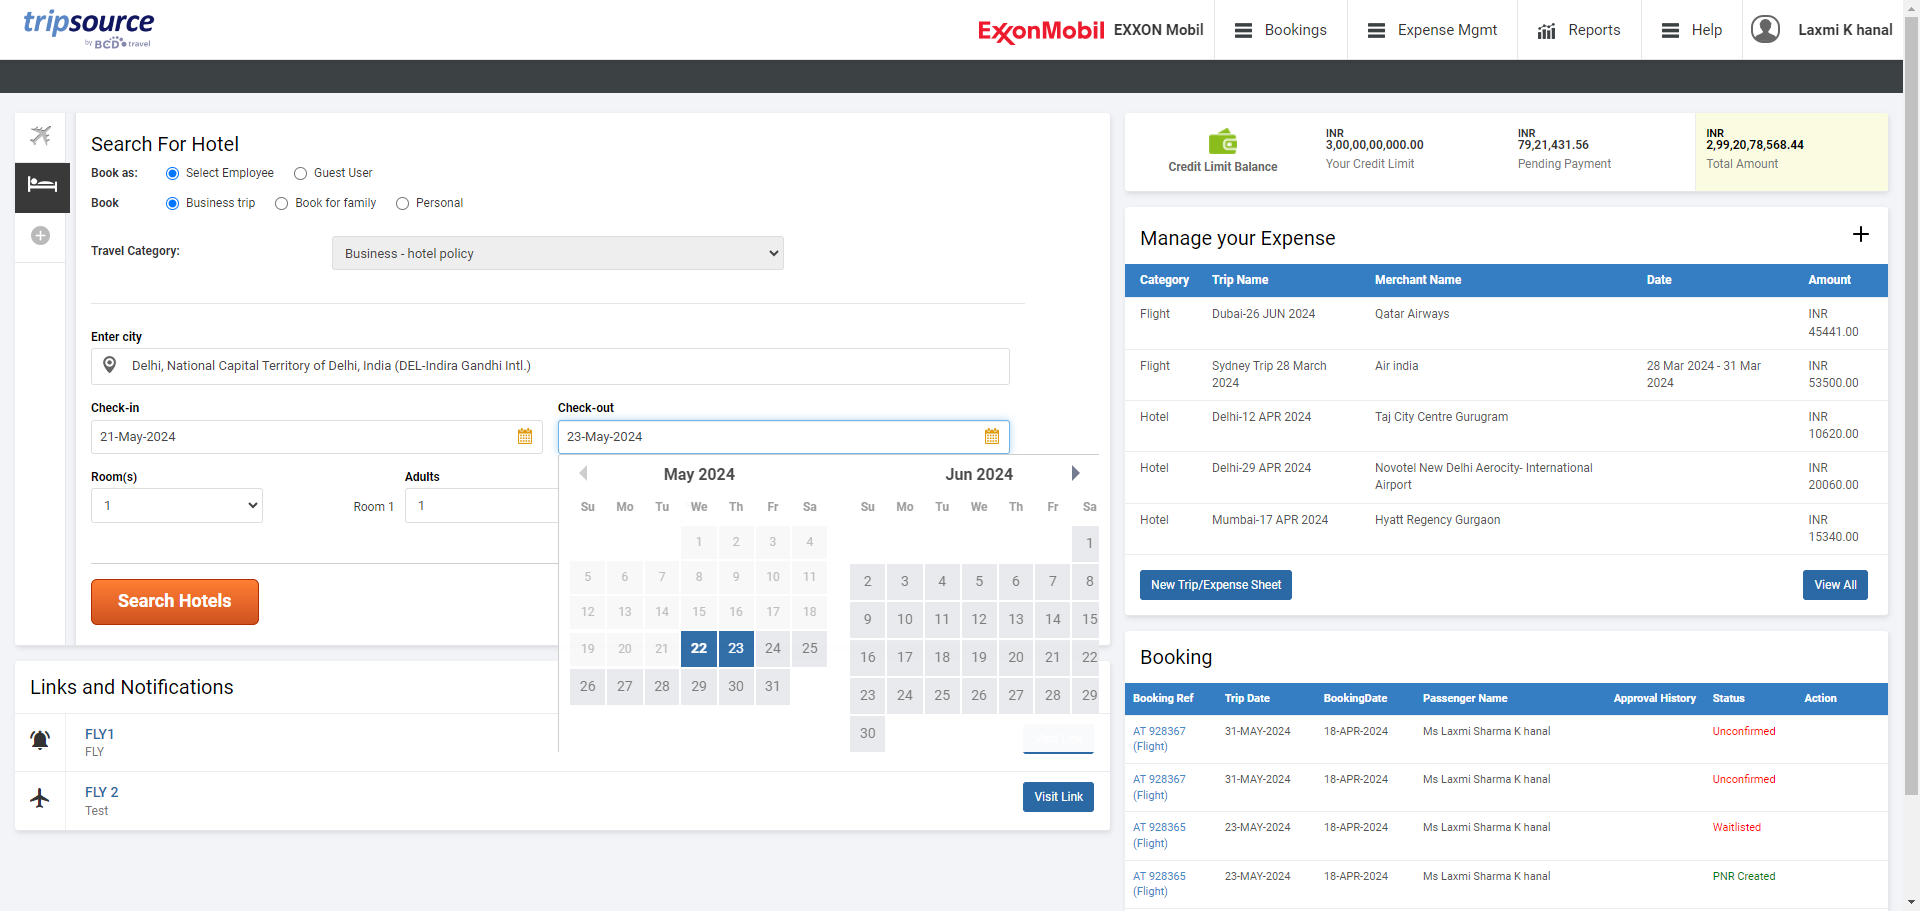 tripsource
by BCD travel
ExxonMobil EXXON Mobil
Bookings
Expense Mgmt
Reports
Help
Laxmi K hanal
Search For Hotel
Book as: Select Employee Guest User
Book Business trip Book for family Personal
Travel Category: Business - hotel policy
Enter city
Delhi, National Capital Territory of Delhi, India (DEL-Indira Gandhi Intl.)
Check-in Check-out
21-May-2024 23-May-2024
Room(s) Adults
1 Room 1 1
Search Hotels
May 2024
Su Mo Tu We Th Fr Sa
1 2 3 4
5 6 7 8 9 10 11
12 13 14 15 16 17 18
19 20 21 22 23 24 25
26 27 28 29 30 31
Jun 2024
Su Mo Tu We Th Fr Sa
1
2 3 4 5 6 7 8
9 10 11 12 13 14 15
16 17 18 19 20 21 22
23 24 25 26 27 28 29
30
Links and Notifications
FLY1
FLY
FLY 2
Test
Visit Link
Credit Limit Balance
INR
3,00,00,00,000.00
Your Credit Limit
INR
79,21,431.56
Pending Payment
INR
2,99,20,78,568.44
Total Amount
Manage your Expense
Category Trip Name Merchant Name Date Amount
Flight Dubai-26 JUN 2024 Qatar Airways INR
45441.00
Flight Sydney Trip 28 March Air india 28 Mar 2024 - 31 Mar INR
2024 2024 53500.00
Hotel Delhi-12 APR 2024 Taj City Centre Gurugram INR
10620.00
Hotel Delhi-29 APR 2024 Novotel New Delhi Aerocity- International INR
Airport 20060.00
Hotel Mumbai-17 APR 2024 Hyatt Regency Gurgaon INR
15340.00
New Trip/Expense Sheet View All
Booking
Booking Ref Trip Date BookingDate Passenger Name Approval History Status Action
AT 928367 31-MAY-2024 18-APR-2024 Ms Laxmi Sharma K hanal Unconfirmed
(Flight)
AT 928367 31-MAY-2024 18-APR-2024 Ms Laxmi Sharma K hanal Unconfirmed
(Flight)
AT 928365 23-MAY-2024 18-APR-2024 Ms Laxmi Sharma K hanal Waitlisted
(Flight)
AT 928365 23-MAY-2024 18-APR-2024 Ms Laxmi Sharma K hanal PNR Created
(Flight)